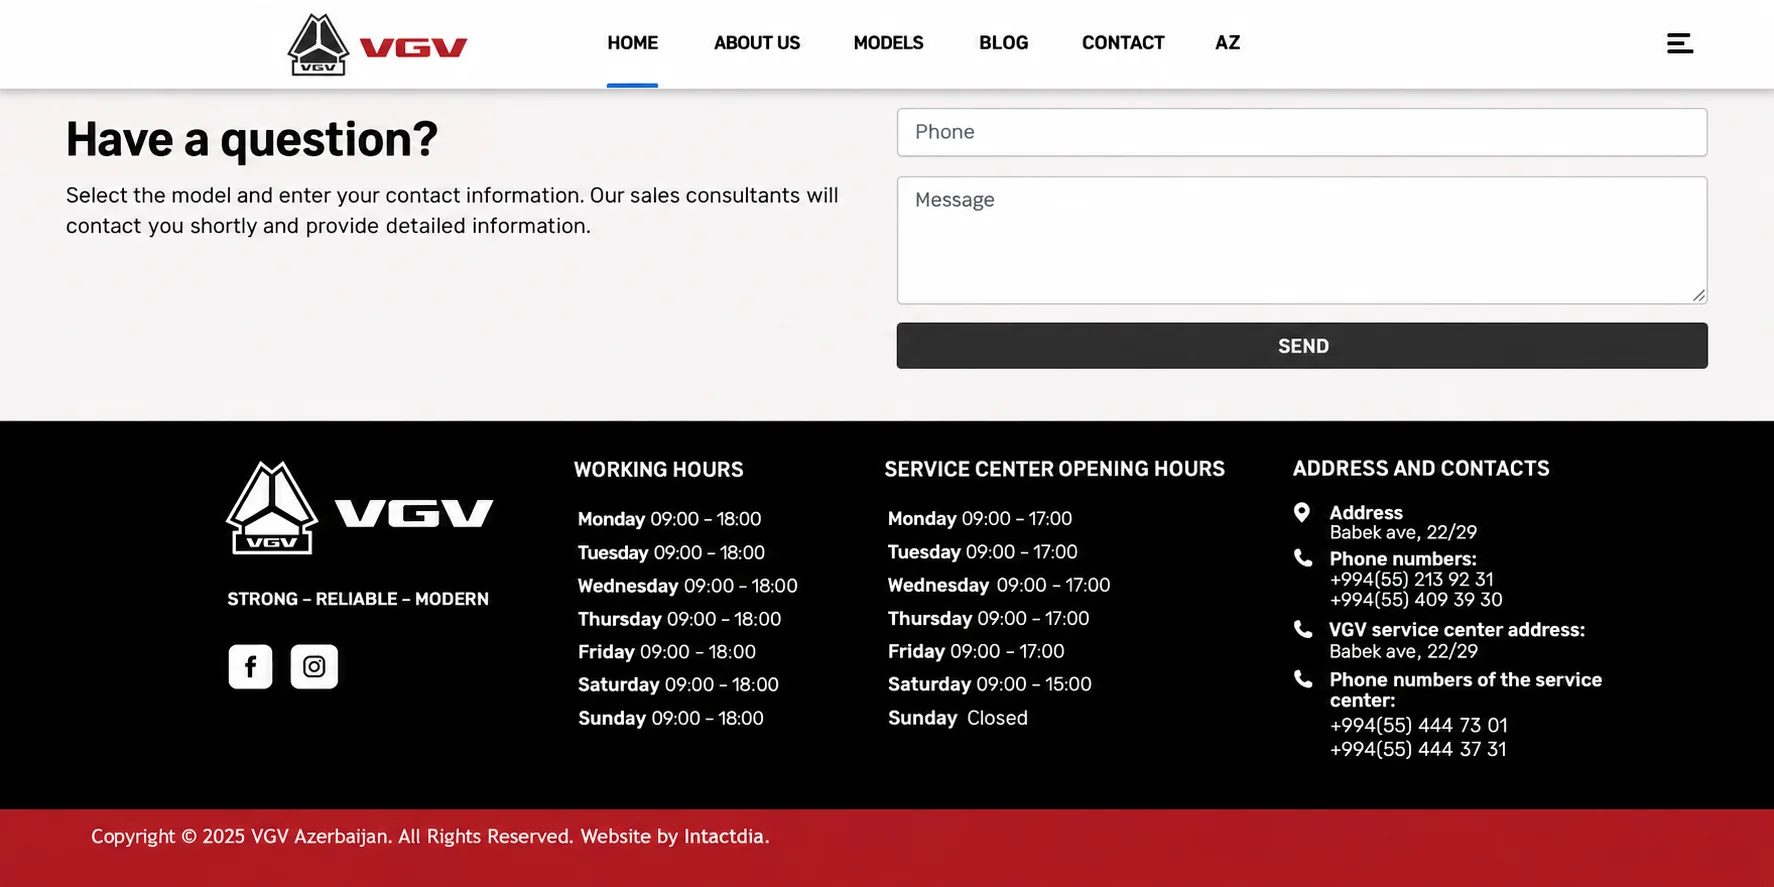 VGV
VGV
HOME
ABOUT US
MODELS
BLOG
CONTACT
AZ
Have a question?
Select the model and enter your contact information. Our sales consultants will
contact you shortly and provide detailed information.
Phone
Message
SEND
VGV
VGV
STRONG – RELIABLE – MODERN
WORKING HOURS
Monday 09:00 – 18:00
Tuesday 09:00 – 18:00
Wednesday 09:00 – 18:00
Thursday 09:00 – 18:00
Friday 09:00 – 18:00
Saturday 09:00 – 18:00
Sunday 09:00 – 18:00
SERVICE CENTER OPENING HOURS
Monday 09:00 – 17:00
Tuesday 09:00 – 17:00
Wednesday 09:00 – 17:00
Thursday 09:00 – 17:00
Friday 09:00 – 17:00
Saturday 09:00 – 15:00
Sunday Closed
ADDRESS AND CONTACTS
Address
Babek ave, 22/29
Phone numbers:
+994(55) 213 92 31
+994(55) 409 39 30
VGV service center address:
Babek ave, 22/29
Phone numbers of the service
center:
+994(55) 444 73 01
+994(55) 444 37 31
Copyright © 2025 VGV Azerbaijan. All Rights Reserved. Website by Intactdia.